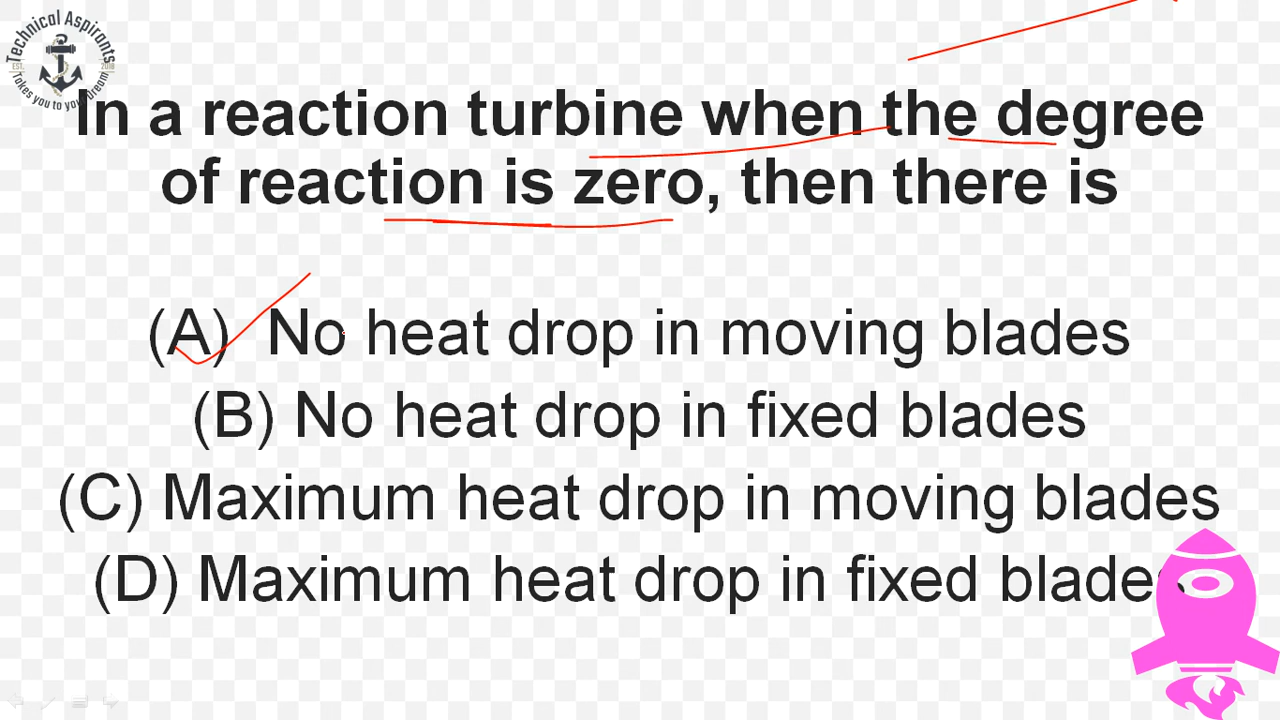 Technical Aspirants
EST.
2018
Takes you to your Dream
In a reaction turbine when the degree
of reaction is zero, then there is
(A) No heat drop in moving blades
(B) No heat drop in fixed blades
(C) Maximum heat drop in moving blades
(D) Maximum heat drop in fixed blades